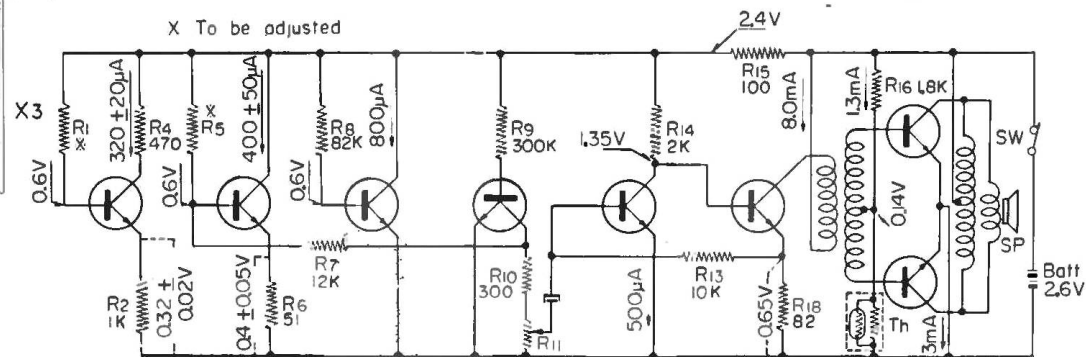 X To be adjusted
2.4V
X3
R1
X
0.6V
320 ± 20μA
R4
470
X
R5
0.6V
400 ± 50μA
R8
82K
0.6V
800μA
R9
300K
1.35V
R14
2K
R15
100
8.0mA
1.3mA
R16 1.8K
SW
0.14V
SP
Batt
2.6V
R2
1K
0.32 ±
0.02V
0.4 ± 0.05V
R6
51
R7
12K
R10
300
R11
500μA
R13
10K
0.65V
R18
82
Th
3mA